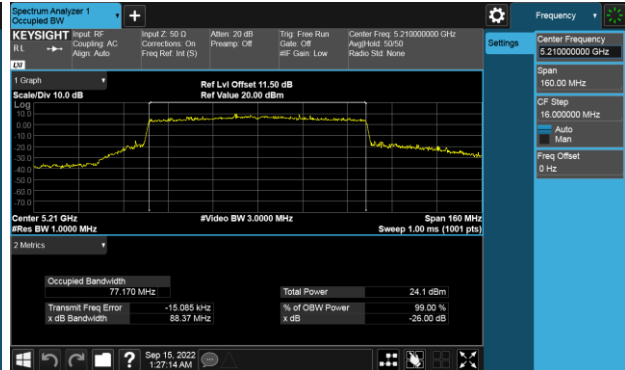 Spectrum Analyzer 1
Occupied BW
Frequency
KEYSIGHT
RL
Input: RF
Coupling: AC
Align: Auto
Input Z: 50 Ω
Corrections: On
Freq Ref: Int (S)
Atten: 20 dB
Preamp: Off
Trig: Free Run
Gate: Off
#IF Gain: Low
Center Freq: 5.210000000 GHz
Avg|Hold: 50/50
Radio Std: None
LXI
Settings
Center Frequency
5.210000000 GHz
Span
160.00 MHz
CF Step
16.000000 MHz
Auto
Man
Freq Offset
0 Hz
1 Graph
Scale/Div 10.0 dB
Ref Lvl Offset 11.50 dB
Ref Value 20.00 dBm
Log
10.0
0.00
-10.0
-20.0
-30.0
-40.0
-50.0
-60.0
-70.0
Center 5.21 GHz
#Video BW 3.0000 MHz
Span 160 MHz
#Res BW 1.0000 MHz
Sweep 1.00 ms (1001 pts)
2 Metrics
Occupied Bandwidth
77.170 MHz
Total Power 24.1 dBm
Transmit Freq Error -15.085 kHz
% of OBW Power 99.00 %
x dB Bandwidth 88.37 MHz
x dB -26.00 dB
?
Sep 15, 2022
1:27:14 AM